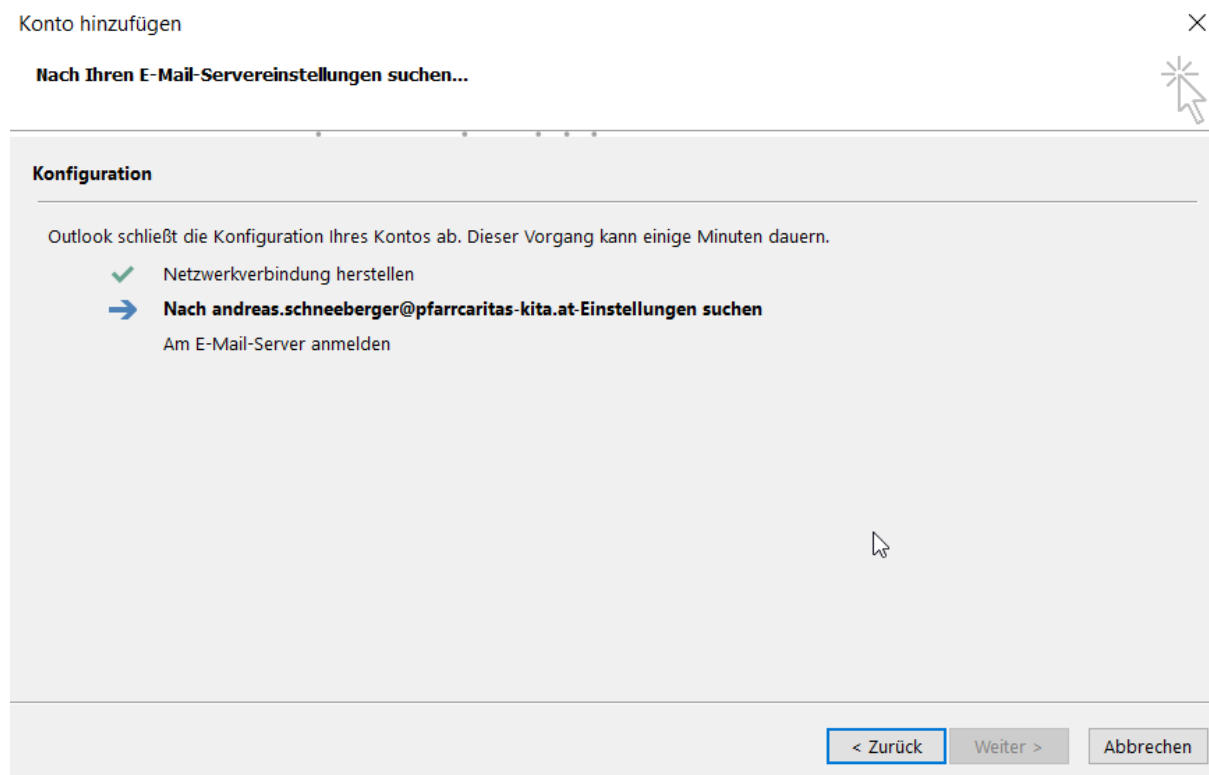 Konto hinzufügen
Nach Ihren E-Mail-Servereinstellungen suchen...
Konfiguration
Outlook schließt die Konfiguration Ihres Kontos ab. Dieser Vorgang kann einige Minuten dauern.
Netzwerkverbindung herstellen
Nach andreas.schneeberger@pfarrcaritas-kita.at-Einstellungen suchen
Am E-Mail-Server anmelden
< Zurück Weiter > Abbrechen